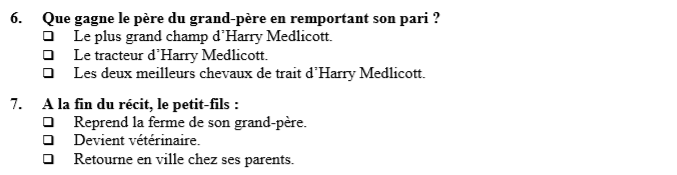 6. Que gagne le père du grand-père en remportant son pari ?
❏ Le plus grand champ d'Harry Medlicott.
❏ Le tracteur d'Harry Medlicott.
❏ Les deux meilleurs chevaux de trait d'Harry Medlicott.
7. A la fin du récit, le petit-fils :
❏ Reprend la ferme de son grand-père.
❏ Devient vétérinaire.
❏ Retourne en ville chez ses parents.